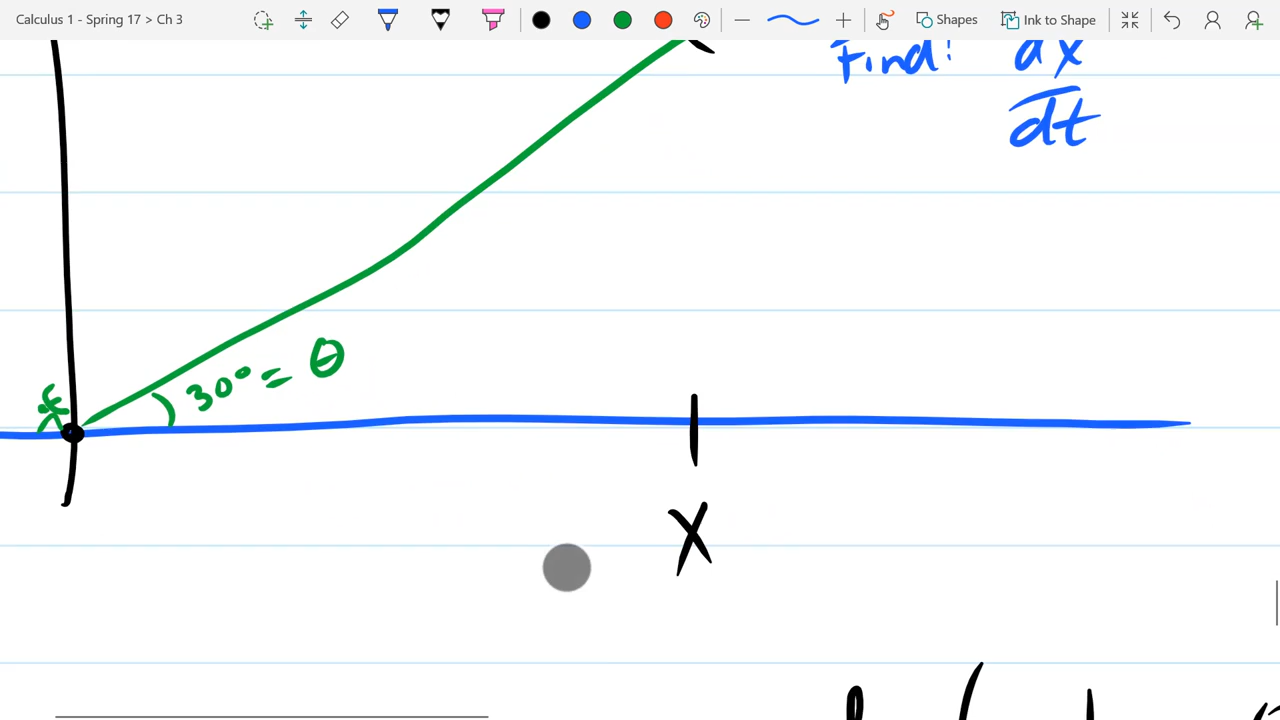 Calculus 1 - Spring 17 > Ch 3
Shapes
Ink to Shape
Find: dx
dt
30° = θ
x